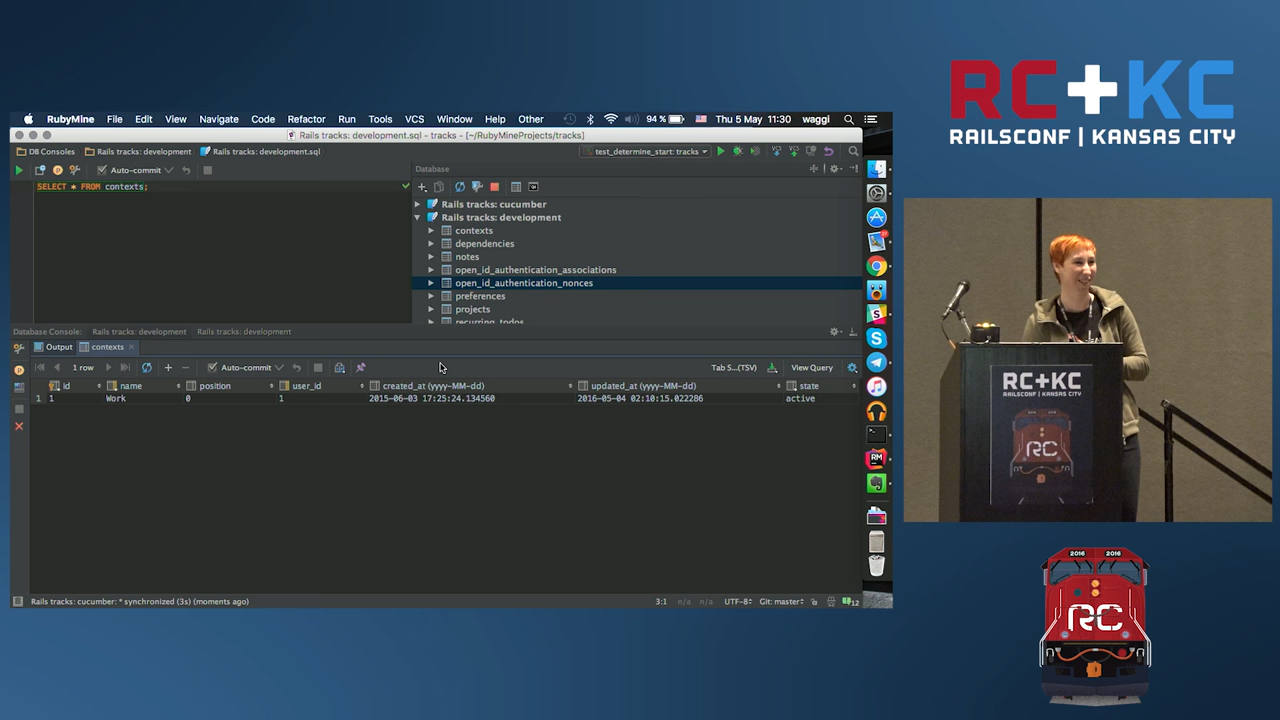 RC+KC
RAILSCONF | KANSAS CITY
RubyMine File Edit View Navigate Code Refactor Run Tools VCS Window Help Other 94 % Thu 5 May 11:30 waggi
Rails tracks: development.sql - tracks - [~/RubyMineProjects/tracks]
DB Consoles Rails tracks: development Rails tracks: development.sql test_determine_start: tracks
Auto-commit
Database
SELECT * FROM contexts;
Rails tracks: cucumber
Rails tracks: development
contexts
dependencies
notes
open_id_authentication_associations
open_id_authentication_nonces
preferences
projects
recurring_todos
Database Console: Rails tracks: development Rails tracks: development
Output contexts
1 row Auto-commit Tab S...(TSV) View Query
id name position user_id created_at (yyyy-MM-dd) updated_at (yyyy-MM-dd) state
1 1 Work 0 1 2015-06-03 17:25:24.134560 2016-05-04 02:10:15.022286 active
Rails tracks: cucumber: * synchronized (3s) (moments ago) 3:1 n/a n/a UTF-8 Git: master 12
RM
RC+KC
RAILSCONF | KANSAS CITY
RC
2016 2016
RC